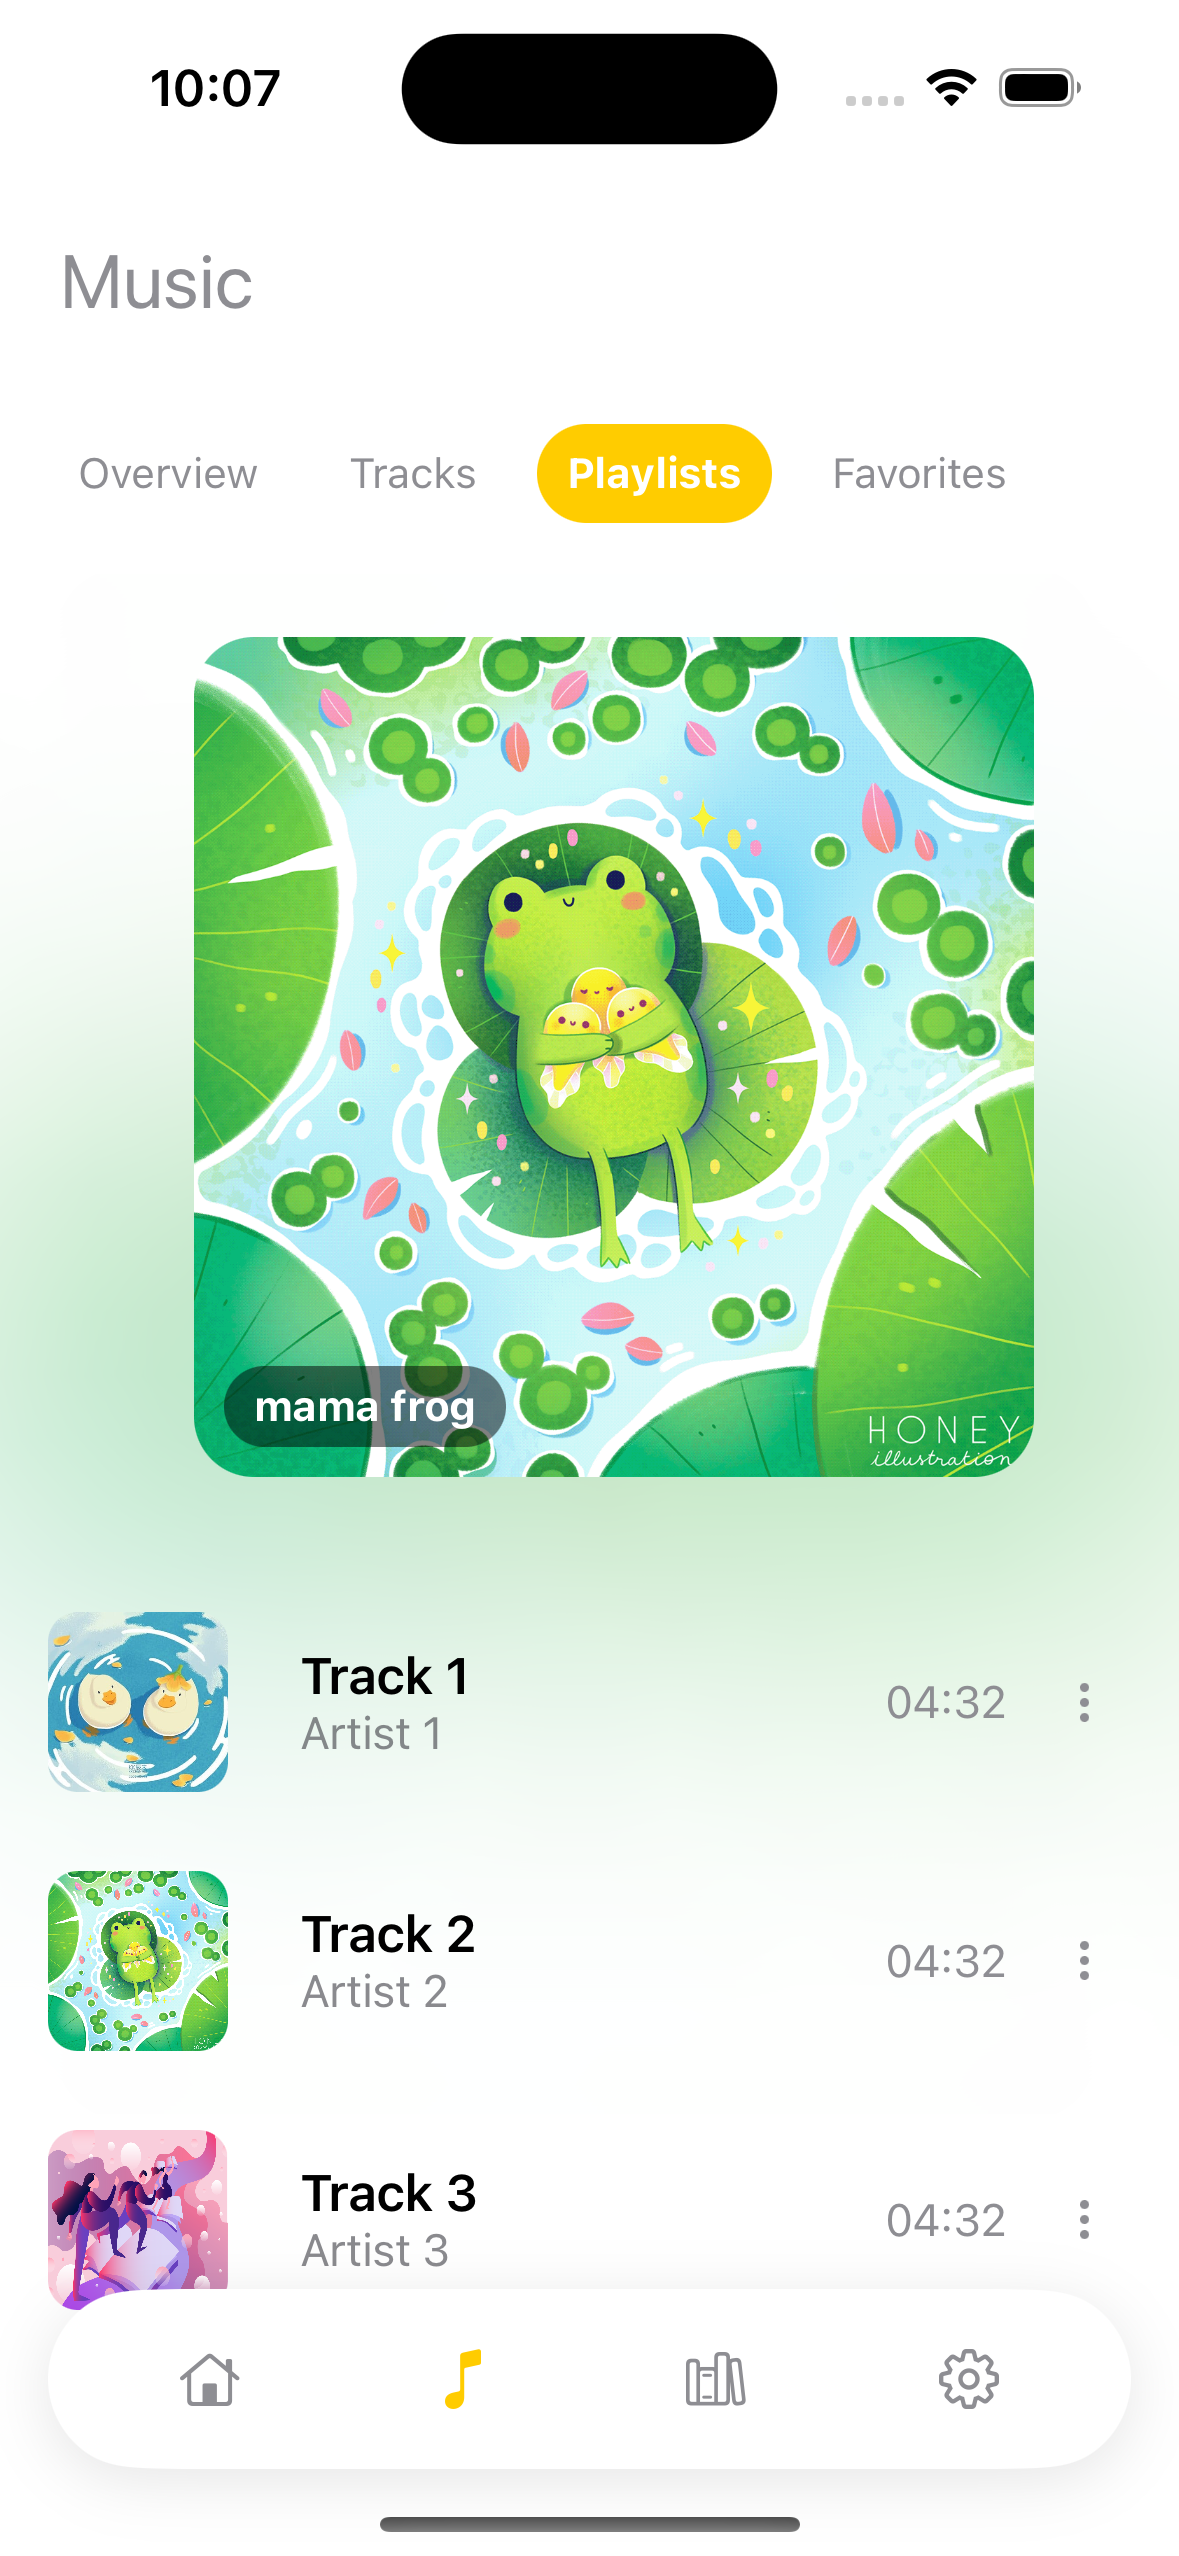 10:07
Music
Overview Tracks Playlists Favorites
mama frog
HONEY
illustration
Track 1
Artist 1
04:32
Track 2
Artist 2
04:32
Track 3
Artist 3
04:32